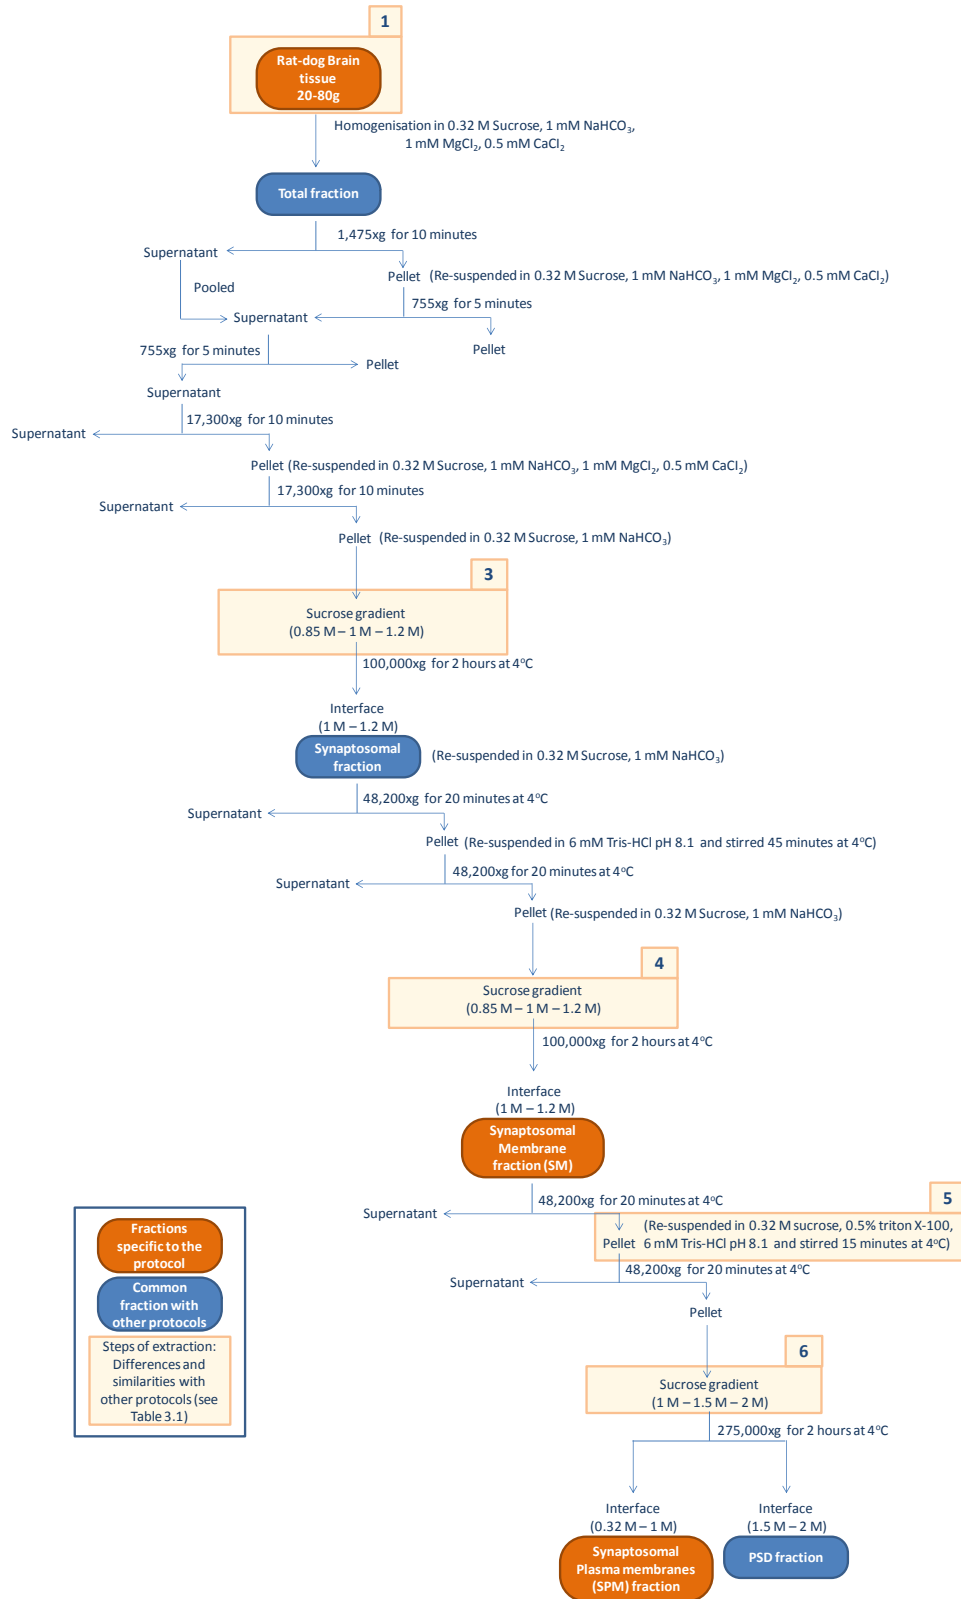 1
Rat-dog Brain
tissue
20-80g
Homogenisation in 0.32 M Sucrose, 1 mM NaHCO₃,
1 mM MgCl₂, 0.5 mM CaCl₂
Total fraction
1,475xg for 10 minutes
Supernatant
Pellet (Re-suspended in 0.32 M Sucrose, 1 mM NaHCO₃, 1 mM MgCl₂, 0.5 mM CaCl₂)
Pooled
755xg for 5 minutes
Supernatant
Pellet
755xg for 5 minutes
Pellet
Supernatant
17,300xg for 10 minutes
Supernatant
Pellet (Re-suspended in 0.32 M Sucrose, 1 mM NaHCO₃, 1 mM MgCl₂, 0.5 mM CaCl₂)
17,300xg for 10 minutes
Supernatant
Pellet (Re-suspended in 0.32 M Sucrose, 1 mM NaHCO₃)
3
Sucrose gradient
(0.85 M – 1 M – 1.2 M)
100,000xg for 2 hours at 4°C
Interface
(1 M – 1.2 M)
Synaptosomal
fraction
(Re-suspended in 0.32 M Sucrose, 1 mM NaHCO₃)
48,200xg for 20 minutes at 4°C
Supernatant
Pellet (Re-suspended in 6 mM Tris-HCl pH 8.1 and stirred 45 minutes at 4°C)
48,200xg for 20 minutes at 4°C
Supernatant
Pellet (Re-suspended in 0.32 M Sucrose, 1 mM NaHCO₃)
4
Sucrose gradient
(0.85 M – 1 M – 1.2 M)
100,000xg for 2 hours at 4°C
Interface
(1 M – 1.2 M)
Synaptosomal
Membrane
fraction (SM)
48,200xg for 20 minutes at 4°C
5
Supernatant
(Re-suspended in 0.32 M sucrose, 0.5% triton X-100,
Pellet 6 mM Tris-HCl pH 8.1 and stirred 15 minutes at 4°C)
48,200xg for 20 minutes at 4°C
Supernatant
Pellet
6
Sucrose gradient
(1 M – 1.5 M – 2 M)
275,000xg for 2 hours at 4°C
Interface
(0.32 M – 1 M)
Synaptosomal
Plasma membranes
(SPM) fraction
Interface
(1.5 M – 2 M)
PSD fraction
Fractions
specific to the
protocol
Common
fraction with
other protocols
Steps of extraction:
Differences and
similarities with
other protocols (see
Table 3.1)